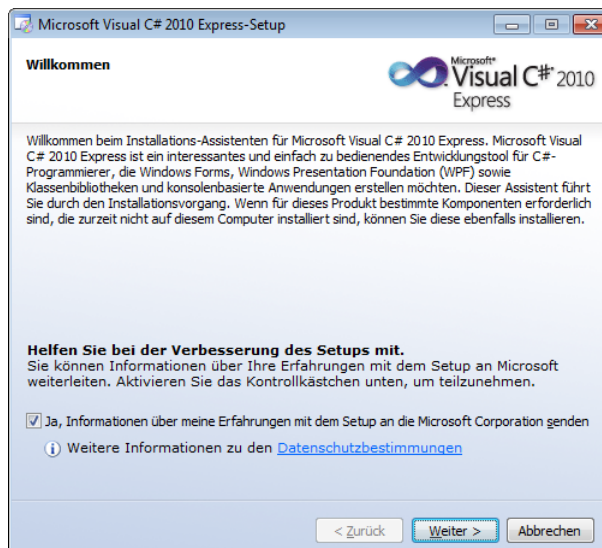 Microsoft Visual C# 2010 Express-Setup
Willkommen
Microsoft®
Visual C#® 2010
Express
Willkommen beim Installations-Assistenten für Microsoft Visual C# 2010 Express. Microsoft Visual
C# 2010 Express ist ein interessantes und einfach zu bedienendes Entwicklungstool für C#-
Programmierer, die Windows Forms, Windows Presentation Foundation (WPF) sowie
Klassenbibliotheken und konsolenbasierte Anwendungen erstellen möchten. Dieser Assistent führt
Sie durch den Installationsvorgang. Wenn für dieses Produkt bestimmte Komponenten erforderlich
sind, die zurzeit nicht auf diesem Computer installiert sind, können Sie diese ebenfalls installieren.
Helfen Sie bei der Verbesserung des Setups mit.
Sie können Informationen über Ihre Erfahrungen mit dem Setup an Microsoft
weiterleiten. Aktivieren Sie das Kontrollkästchen unten, um teilzunehmen.
Ja, Informationen über meine Erfahrungen mit dem Setup an die Microsoft Corporation senden
Weitere Informationen zu den Datenschutzbestimmungen
< Zurück
Weiter >
Abbrechen